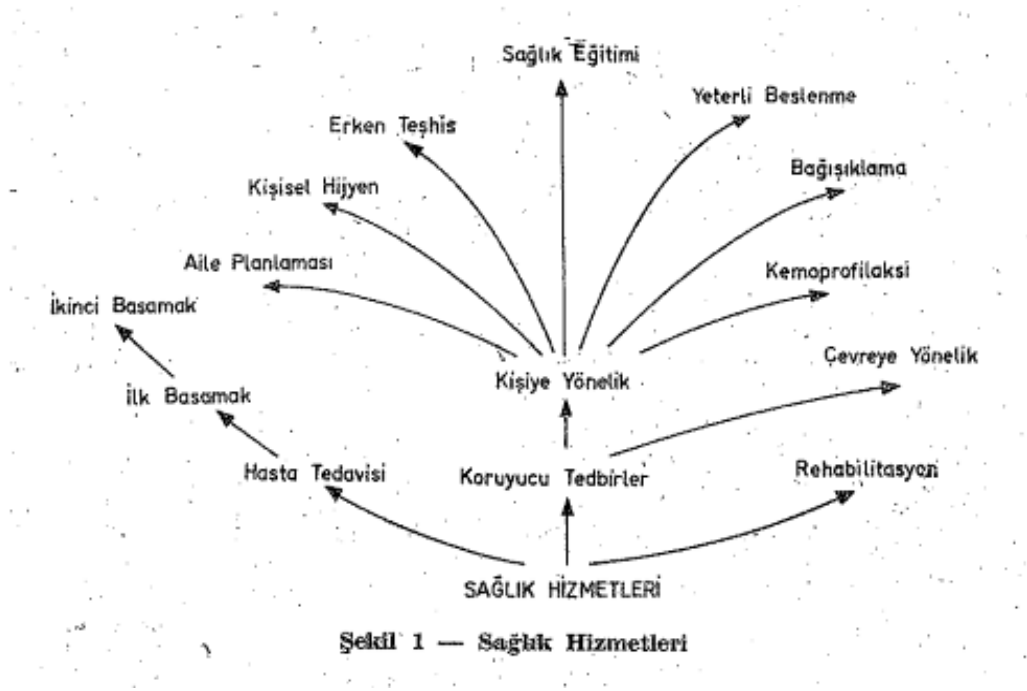 Sağlık Eğitimi
Yeterli Beslenme
Erken Teşhis
Bağışıklama
Kişisel Hijyen
Aile Planlaması
Kemoprofilaksi
İkinci Basamak
Kişiye Yönelik
Çevreye Yönelik
İlk Basamak
Hasta Tedavisi
Koruyucu Tedbirler
Rehabilitasyon
SAĞLIK HİZMETLERİ
Şekil 1 — Sağlık Hizmetleri